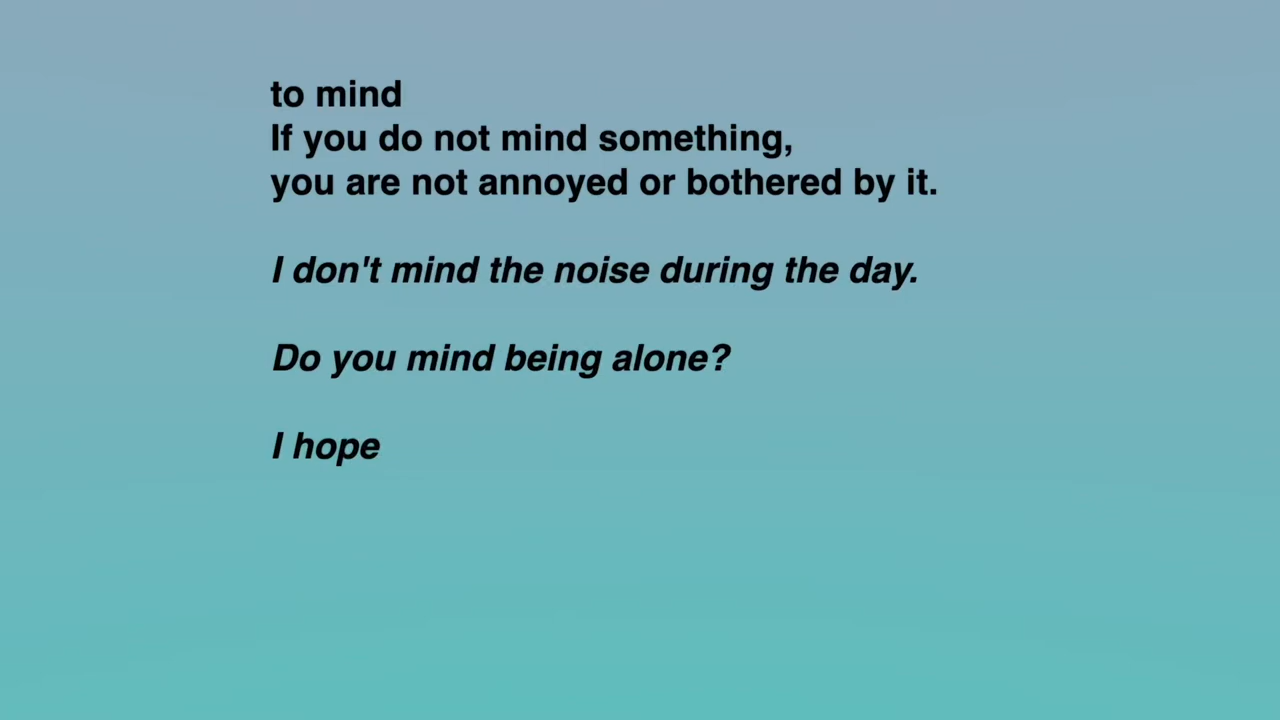 to mind
If you do not mind something,
you are not annoyed or bothered by it.
I don't mind the noise during the day.
Do you mind being alone?
I hope